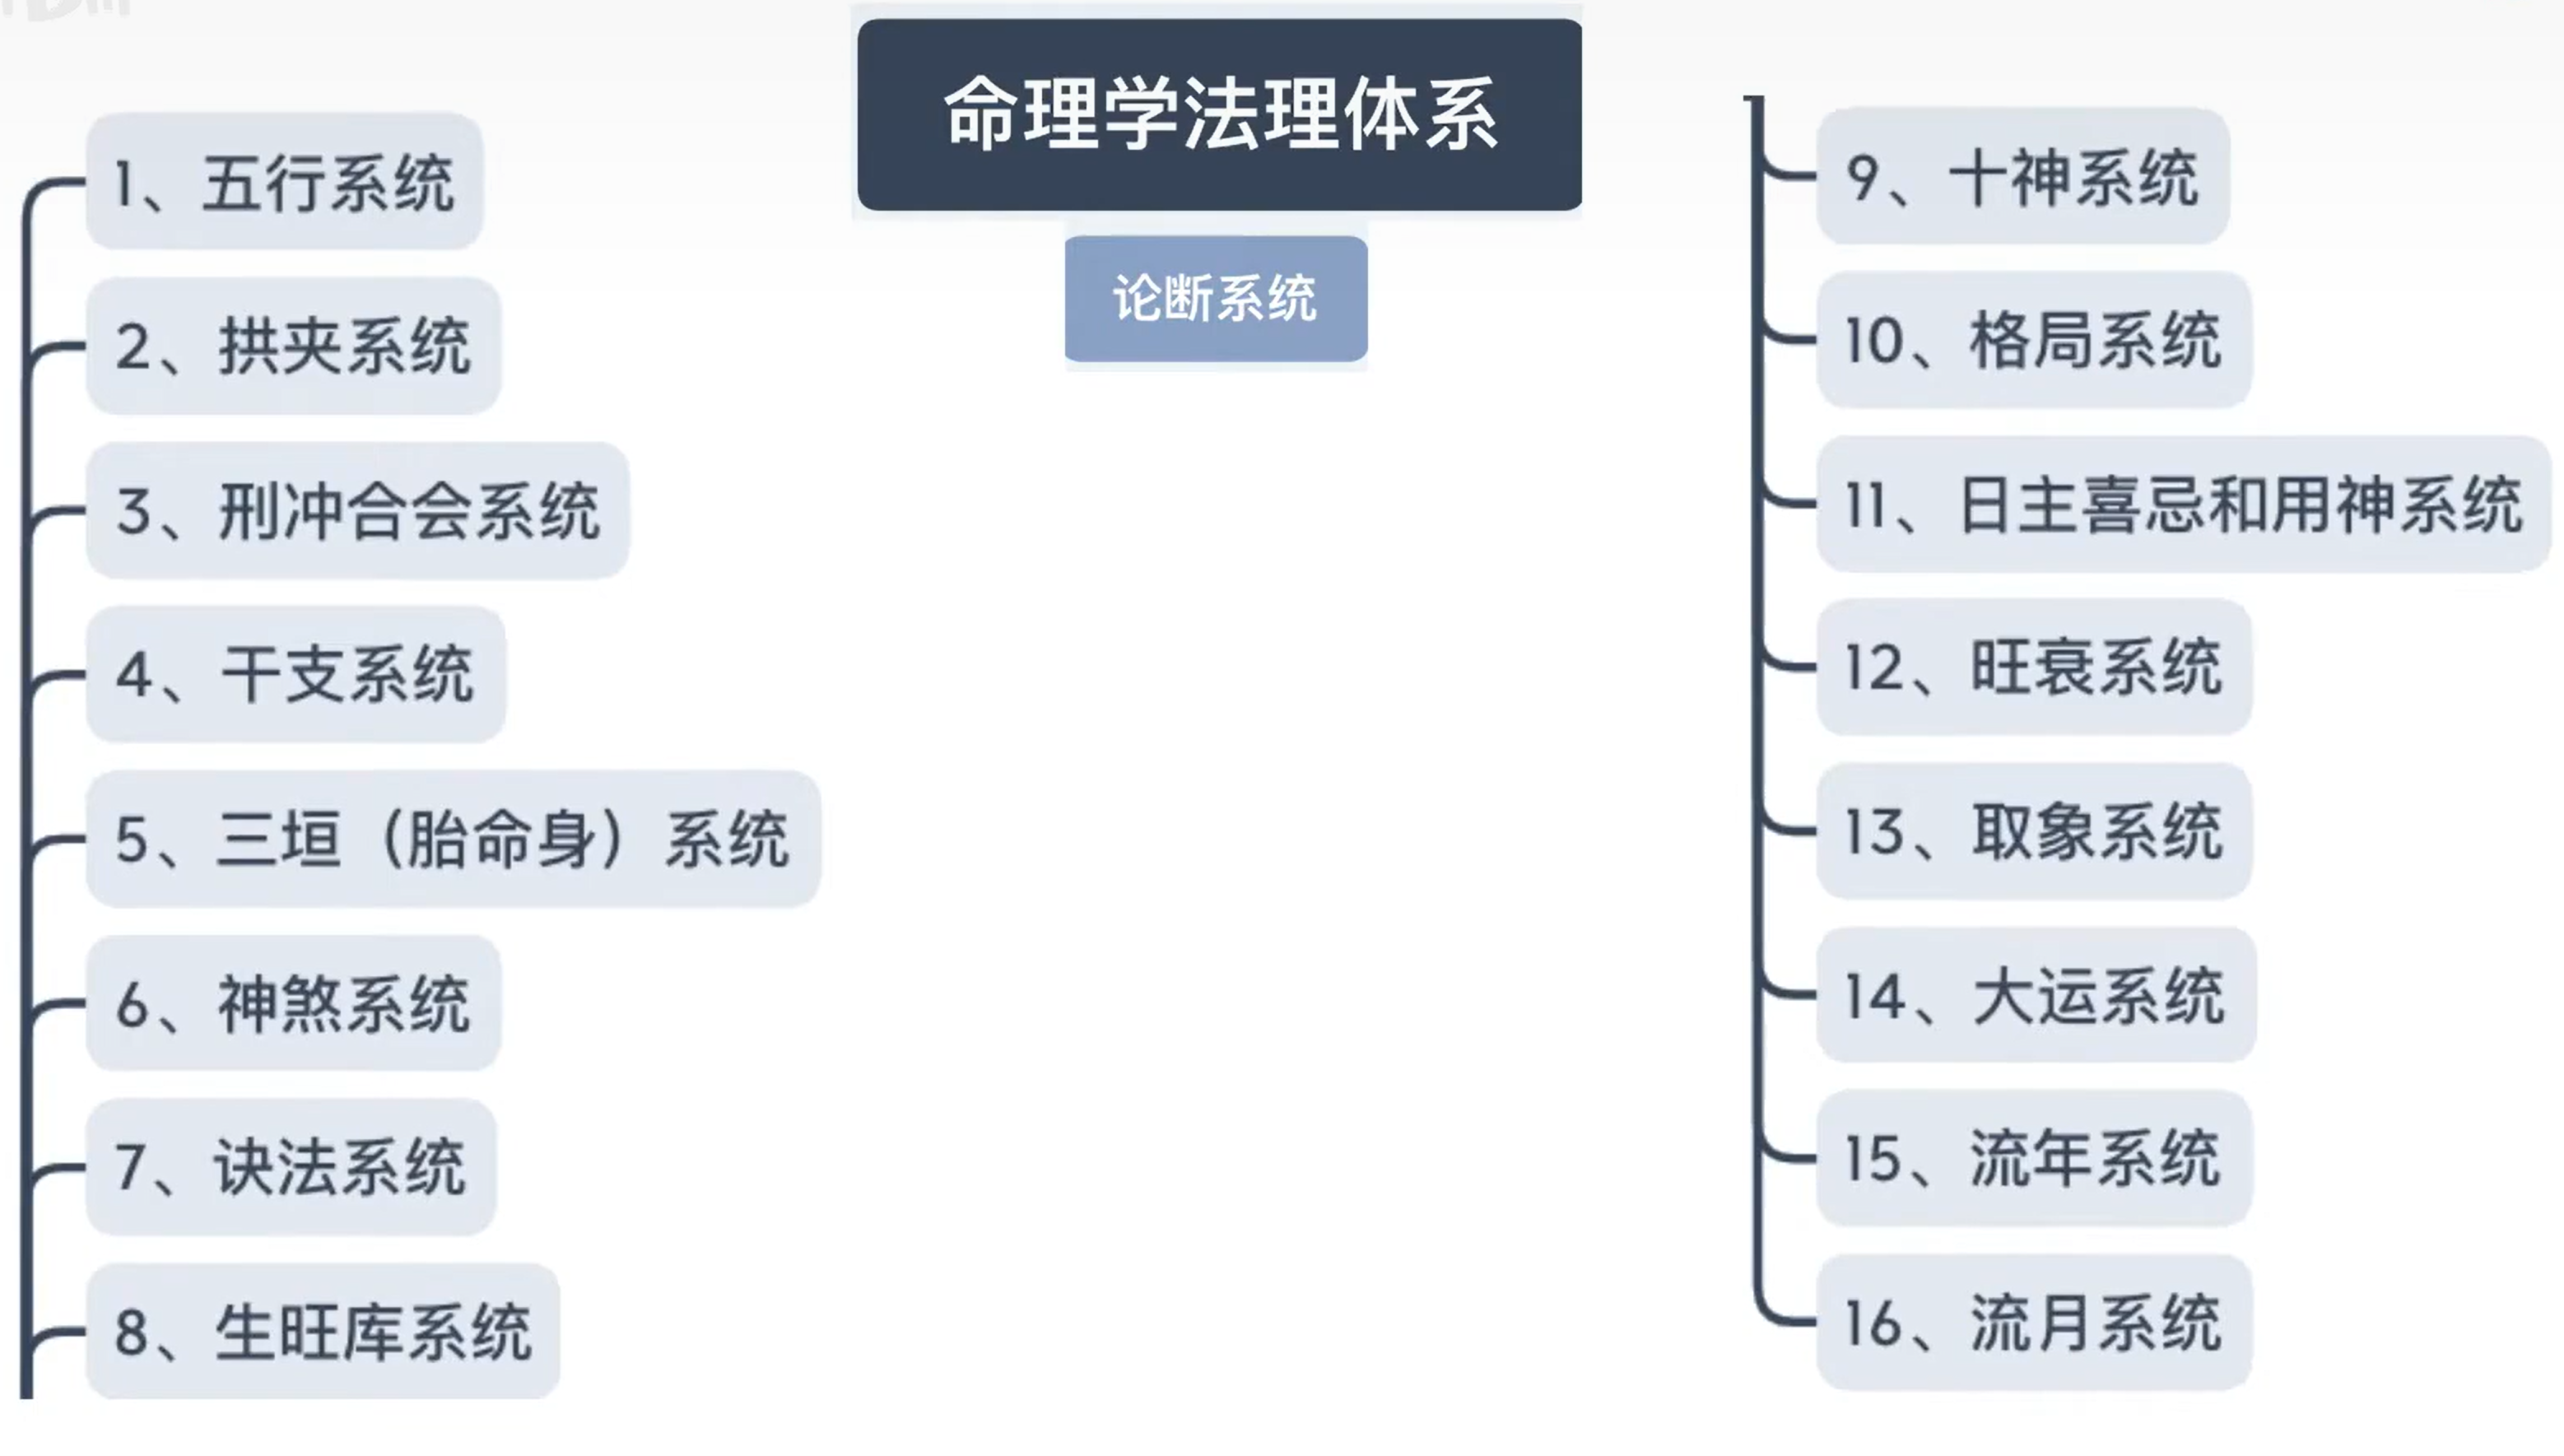 命理学法理体系
论断系统
1、五行系统
2、拱夹系统
3、刑冲合会系统
4、干支系统
5、三垣（胎命身）系统
6、神煞系统
7、诀法系统
8、生旺库系统
9、十神系统
10、格局系统
11、日主喜忌和用神系统
12、旺衰系统
13、取象系统
14、大运系统
15、流年系统
16、流月系统